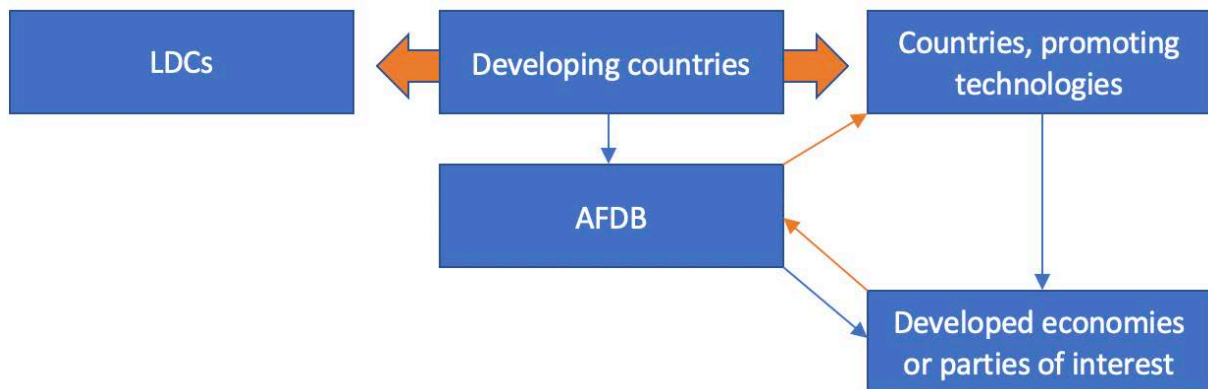 LDCs
Developing countries
Countries, promoting
technologies
AFDB
Developed economies
or parties of interest